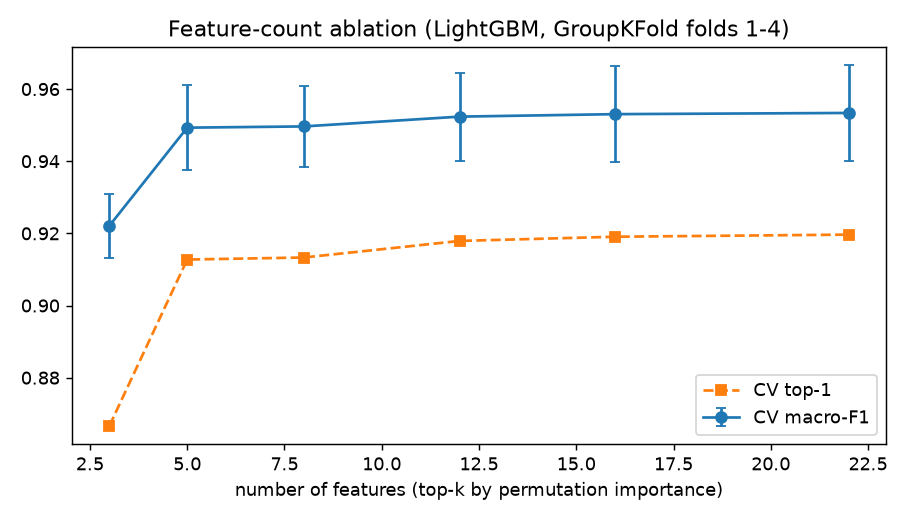 Feature-count ablation (LightGBM, GroupKFold folds 1-4)
0.96
0.94
0.92
0.90
0.88
CV top-1
CV macro-F1
2.5 5.0 7.5 10.0 12.5 15.0 17.5 20.0 22.5
number of features (top-k by permutation importance)